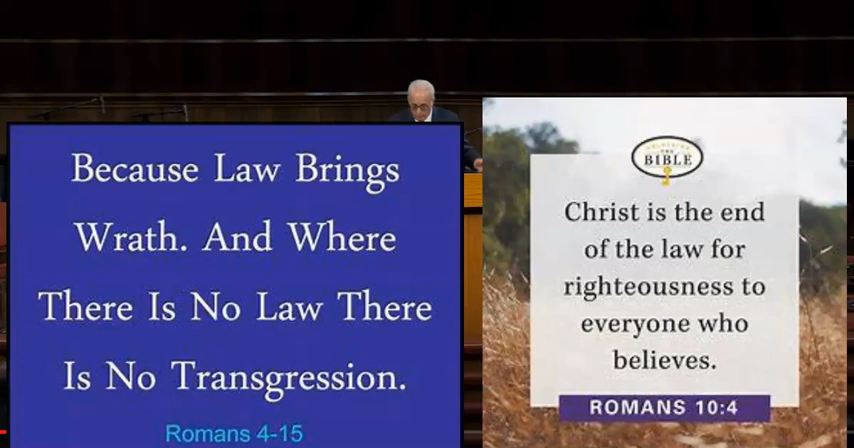 Because Law Brings
Wrath. And Where
There Is No Law There
Is No Transgression.
Romans 4-15
THE
BIBLE
Christ is the end
of the law for
righteousness to
everyone who
believes.
ROMANS 10:4